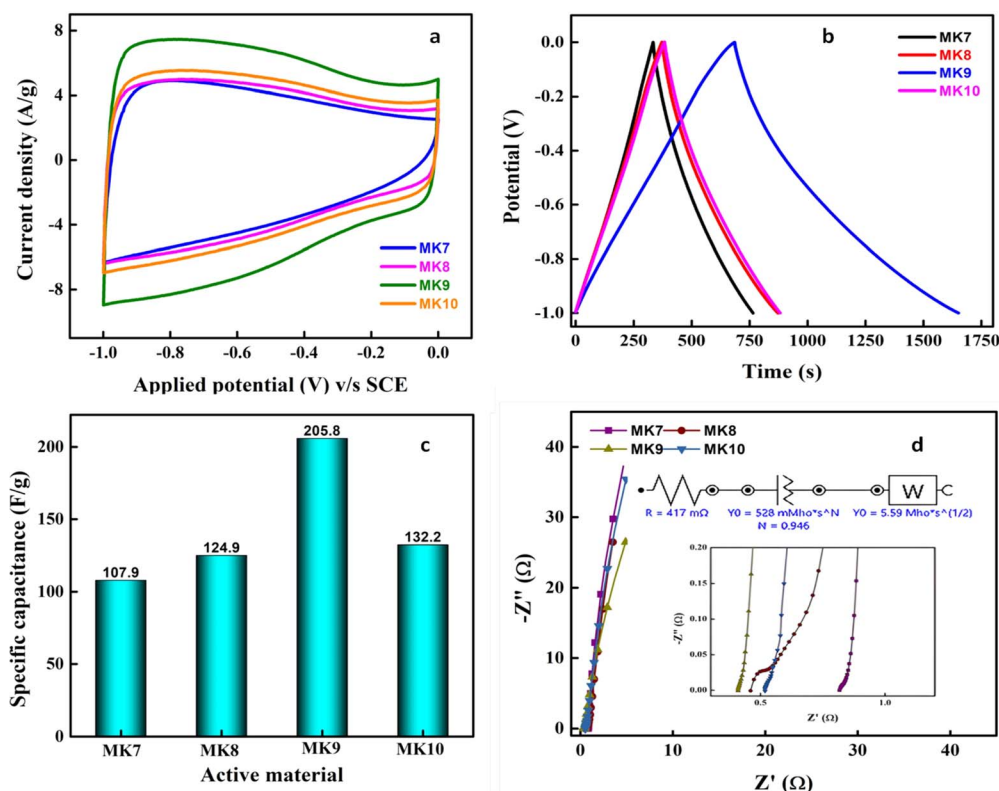 a
8
4
0
-4
-8
Current density (A/g)
MK7
MK8
MK9
MK10
-1.0 -0.8 -0.6 -0.4 -0.2 0.0
Applied potential (V) v/s SCE
b
MK7
MK8
MK9
MK10
0.0
-0.2
-0.4
-0.6
-0.8
-1.0
Potential (V)
0 250 500 750 1000 1250 1500 1750
Time (s)
c
200
150
100
50
0
Specific capacitance (F/g)
107.9
124.9
205.8
132.2
MK7 MK8 MK9 MK10
Active material
d
MK7 MK8
MK9 MK10
40
30
20
10
0
-Z" (Ω)
W
R = 417 mΩ Y0 = 528 mMho*s^N Y0 = 5.59 Mho*s^(1/2)
N = 0.946
0.20
0.15
0.10
0.05
0.00
-Z" (Ω)
0.5 1.0
Z' (Ω)
0 10 20 30 40
Z' (Ω)